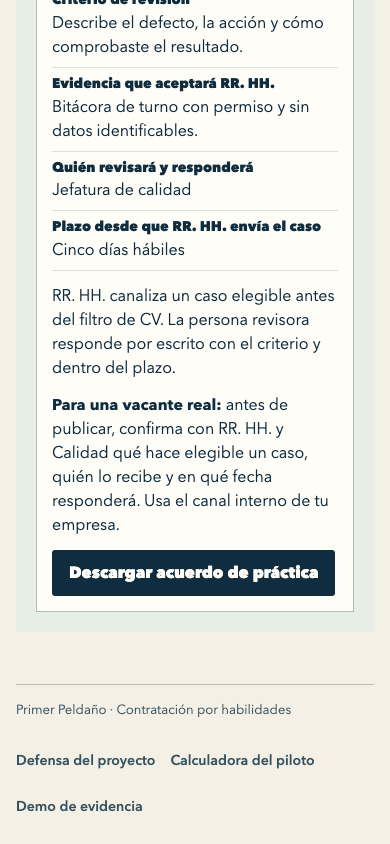 Criterio de revisión
Describe el defecto, la acción y cómo
comprobaste el resultado.
Evidencia que aceptará RR. HH.
Bitácora de turno con permiso y sin
datos identificables.
Quién revisará y responderá
Jefatura de calidad
Plazo desde que RR. HH. envía el caso
Cinco días hábiles
RR. HH. canaliza un caso elegible antes
del filtro de CV. La persona revisora
responde por escrito con el criterio y
dentro del plazo.
Para una vacante real: antes de
publicar, confirma con RR. HH. y
Calidad qué hace elegible un caso,
quién lo recibe y en qué fecha
responderá. Usa el canal interno de tu
empresa.
Descargar acuerdo de práctica
Primer Peldaño · Contratación por habilidades
Defensa del proyecto Calculadora del piloto
Demo de evidencia